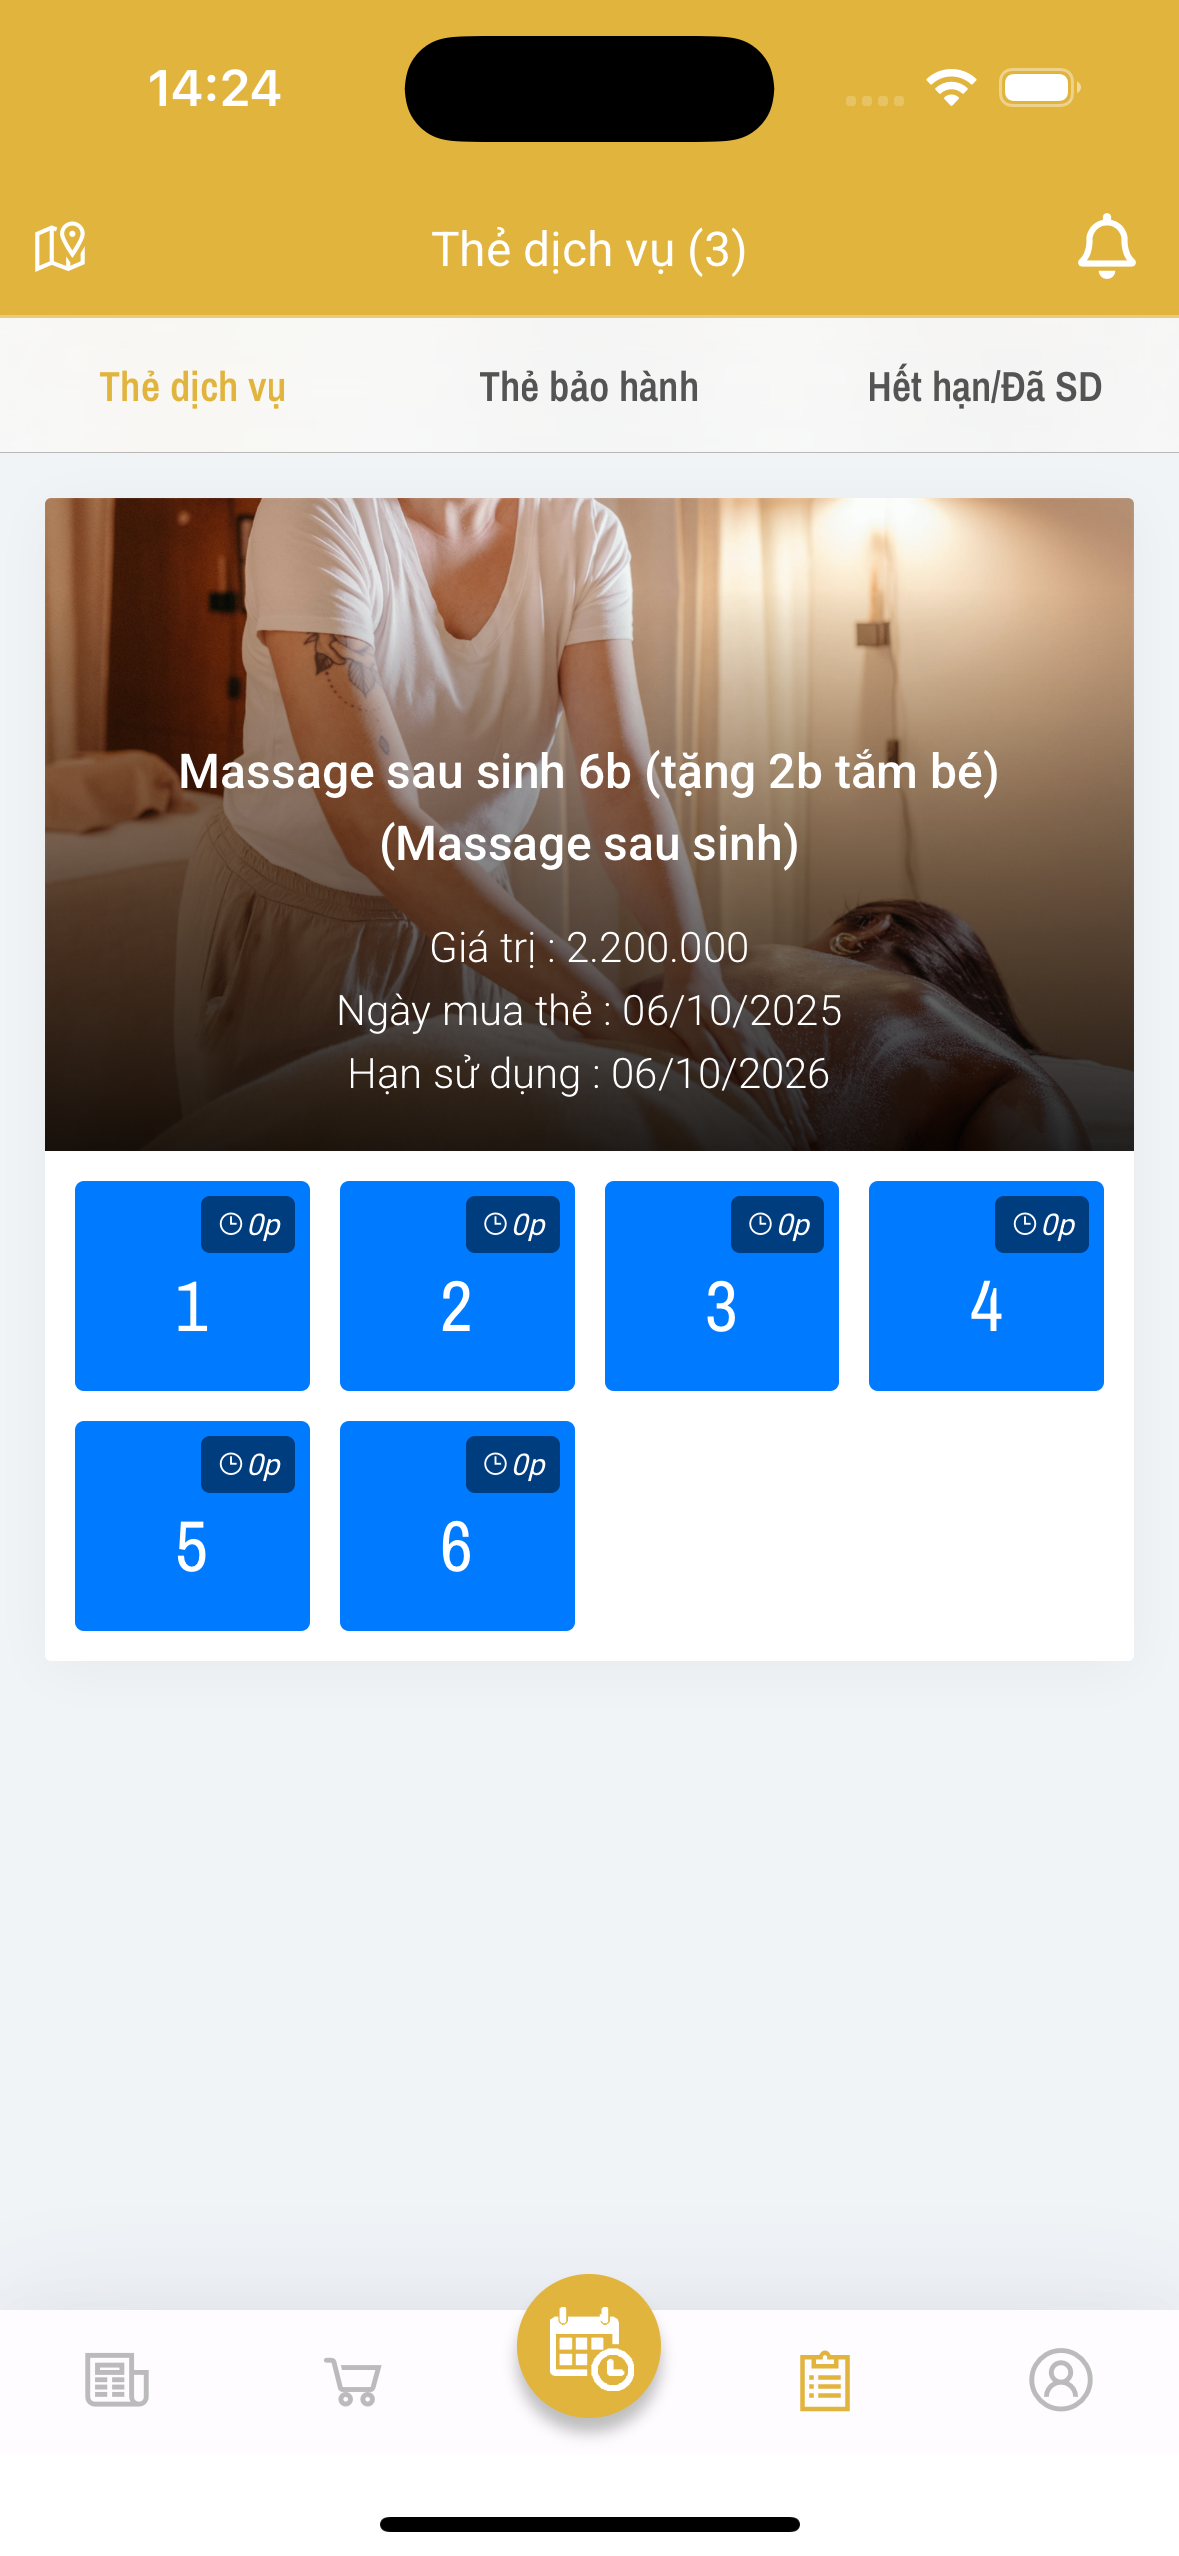 14:24
Thẻ dịch vụ (3)
Thẻ dịch vụ
Thẻ bảo hành
Hết hạn/Đã SD
Massage sau sinh 6b (tặng 2b tắm bé)
(Massage sau sinh)
Giá trị : 2.200.000
Ngày mua thẻ : 06/10/2025
Hạn sử dụng : 06/10/2026
0p
1
0p
2
0p
3
0p
4
0p
5
0p
6